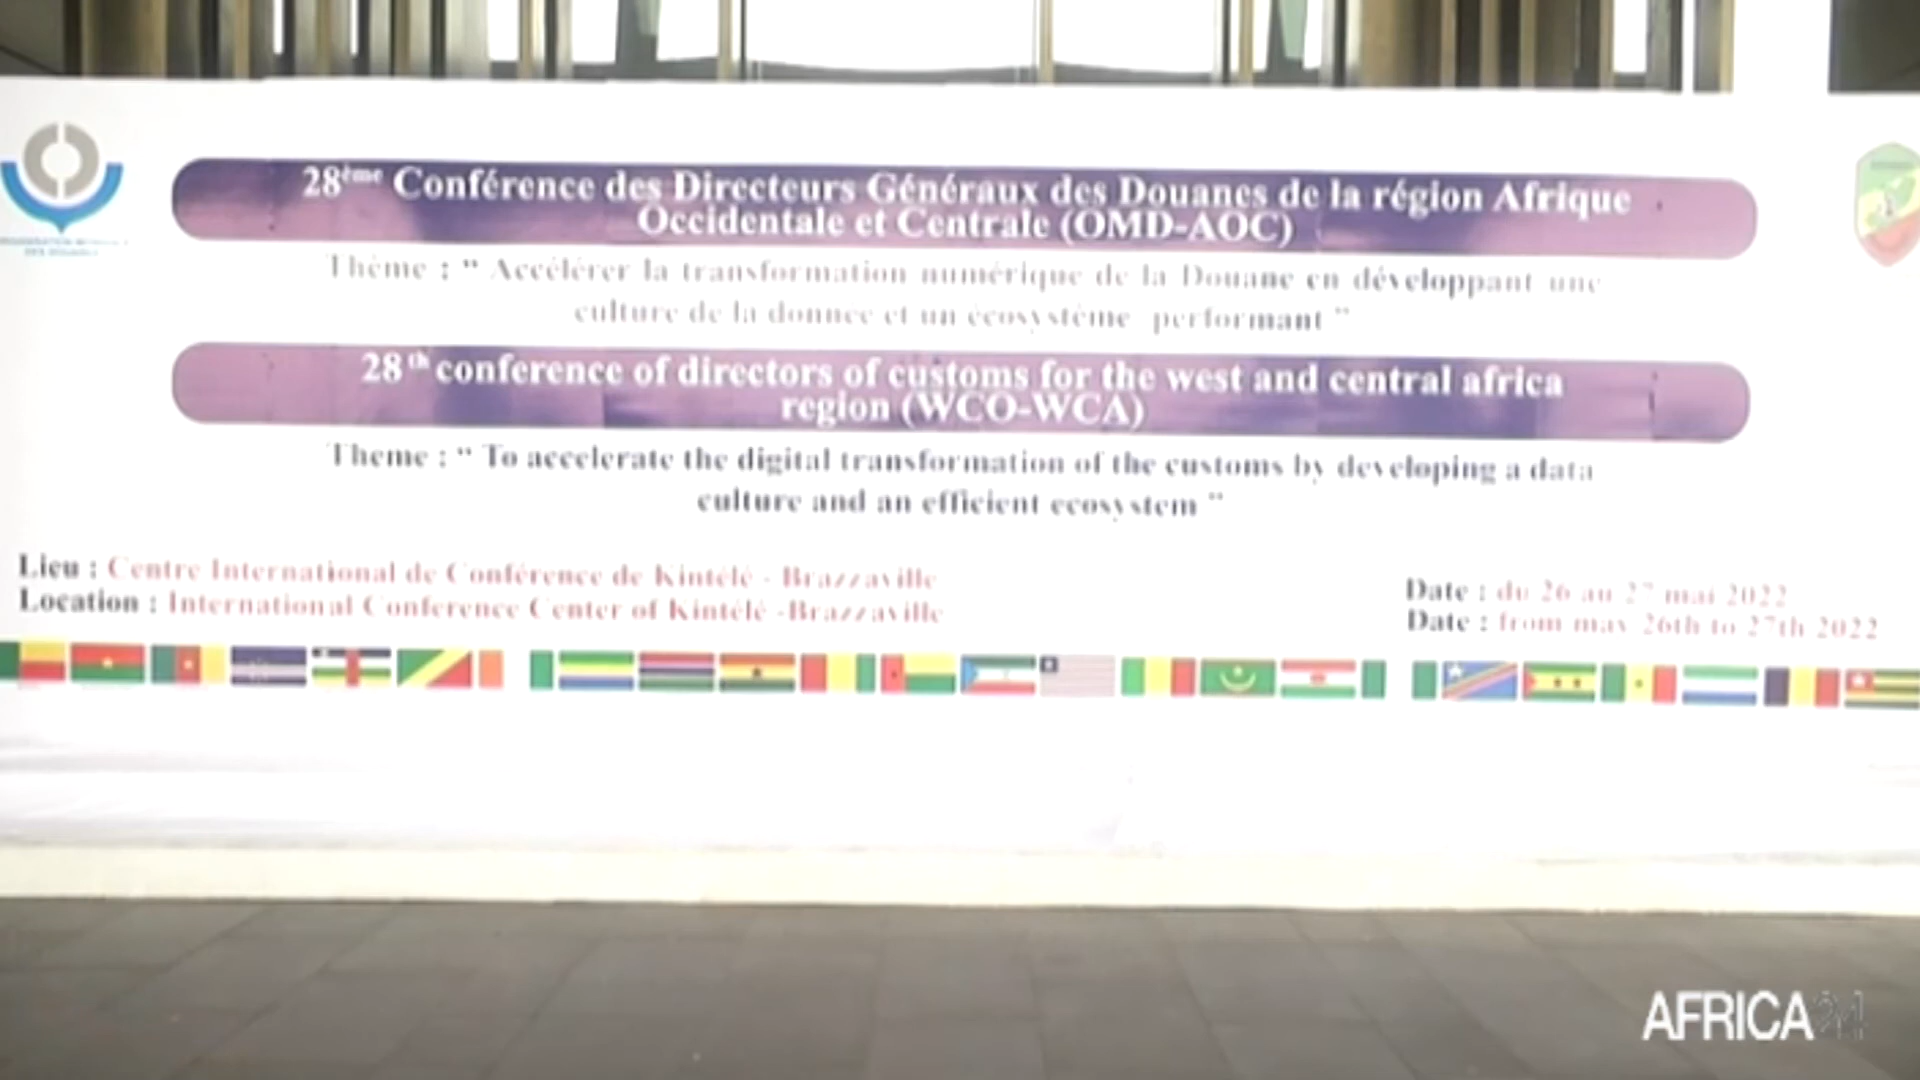 28ème Conférence des Directeurs Généraux des Douanes de la région Afrique
Occidentale et Centrale (OMD-AOC)
Thème : " Accélérer la transformation numérique de la Douane en développant une
culture de la donnee et un écosystème performant "
28th conference of directors of customs for the west and central africa
region (WCO-WCA)
Theme : " To accelerate the digital transformation of the customs by developing a data
culture and an efficient ecosystem "
Lieu : Centre International de Conférence de Kintélé - Brazzaville
Location : International Conference Center of Kintélé -Brazzaville
Date : du 26 au 27 mai 2022
Date : from may 26th to 27th 2022
AFRICA24